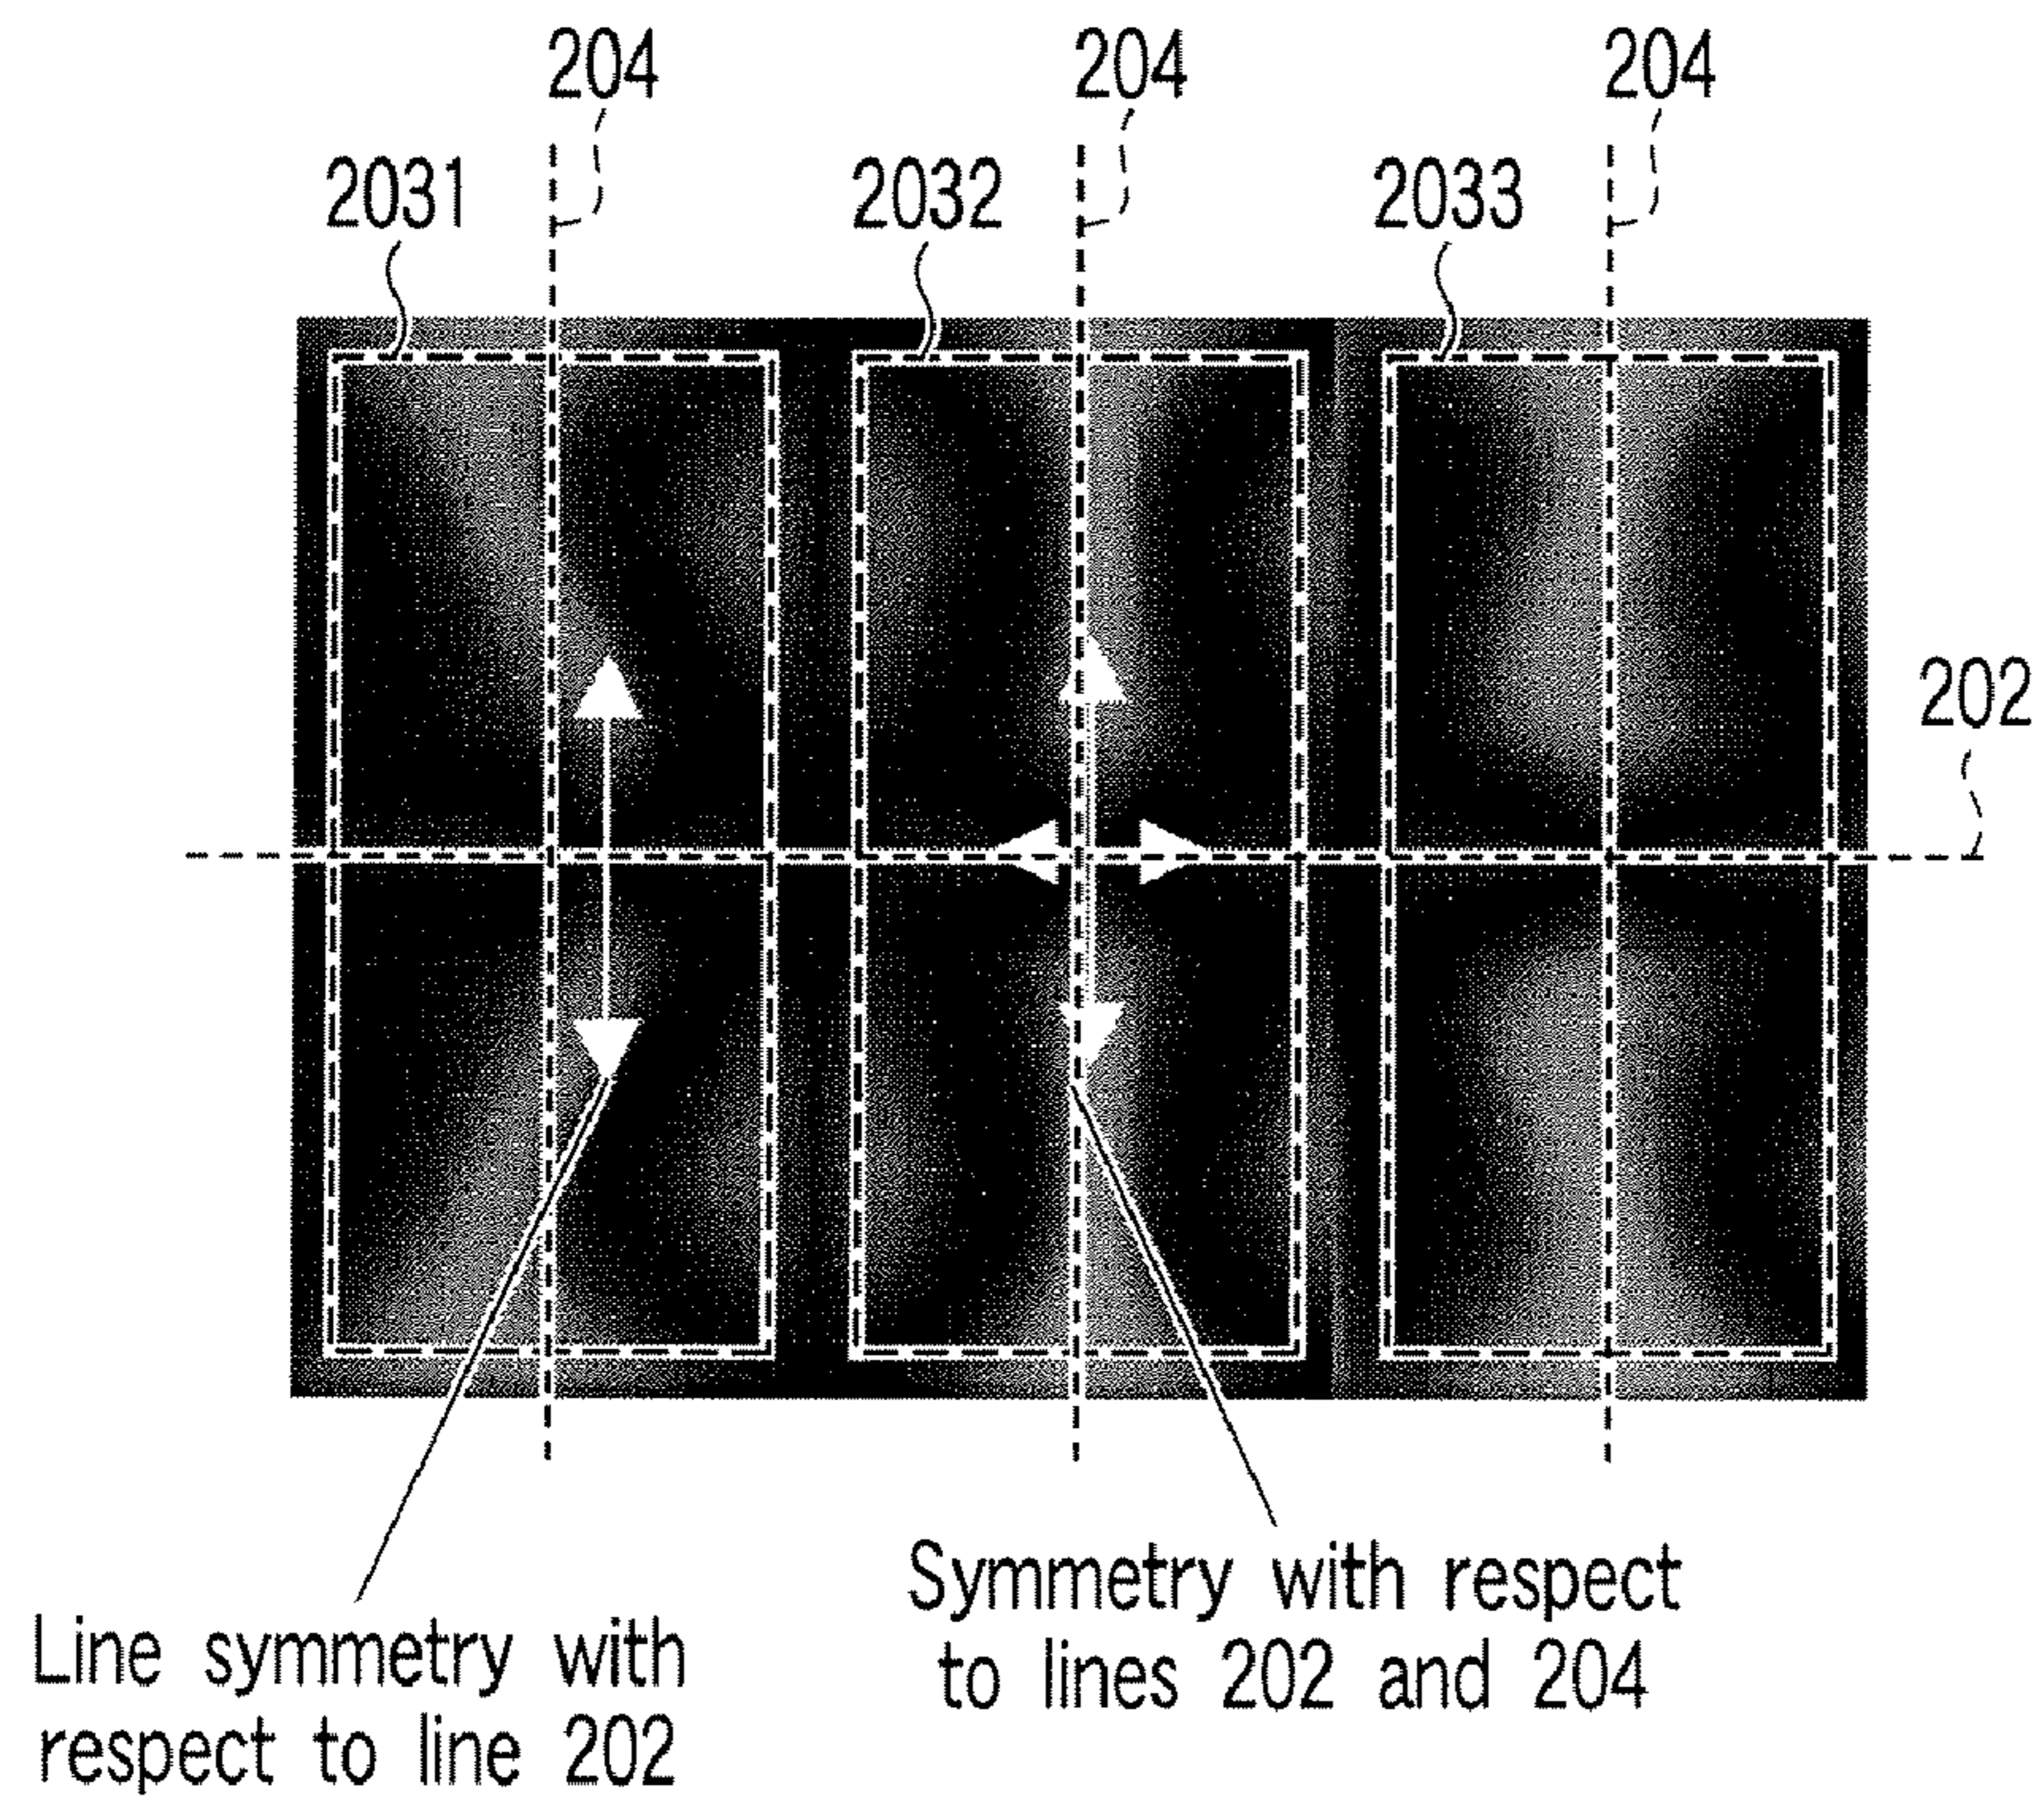 204 204 204
2031 2032 2033
202
Line symmetry with
respect to line 202
Symmetry with respect
to lines 202 and 204